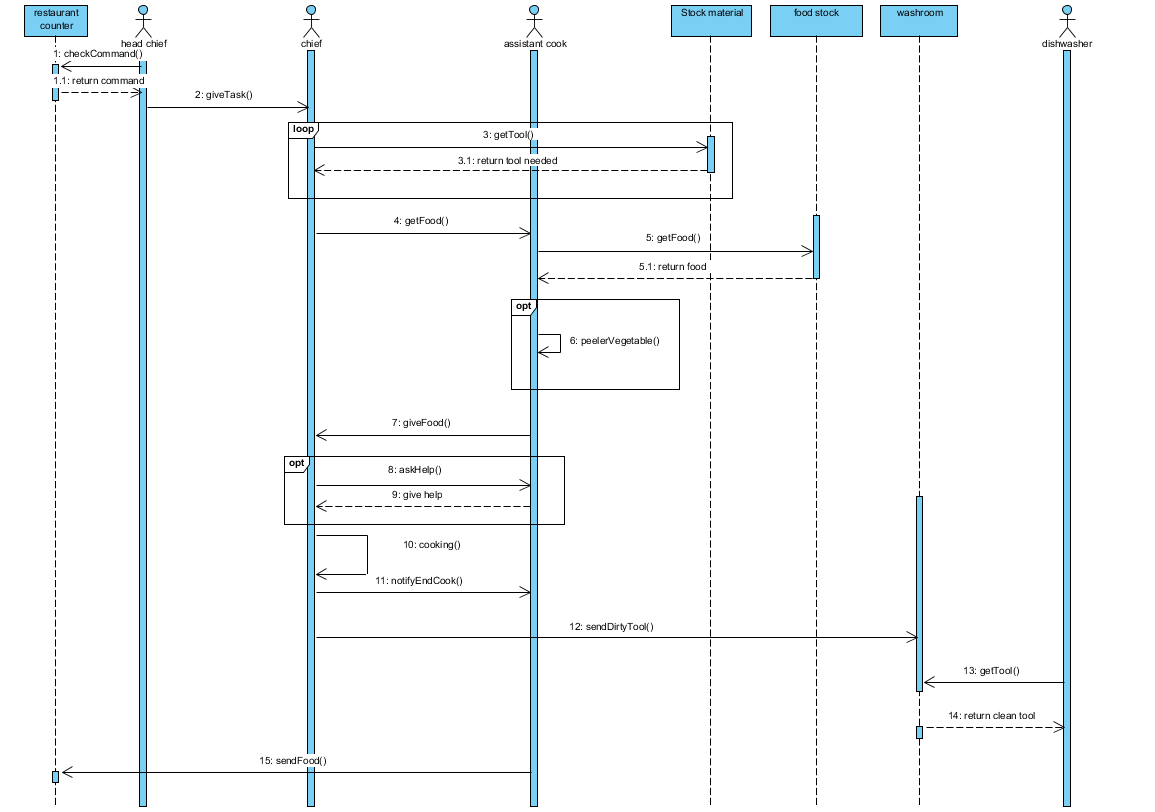 restaurant
counter
head chief
chief
assistant cook
Stock material
food stock
washroom
dishwasher
1: checkCommand()
1.1: return command
2: giveTask()
loop
3: getTool()
3.1: return tool needed
4: getFood()
5: getFood()
5.1: return food
opt
6: peelerVegetable()
7: giveFood()
opt
8: askHelp()
9: give help
10: cooking()
11: notifyEndCook()
12: sendDirtyTool()
13: getTool()
14: return clean tool
15: sendFood()